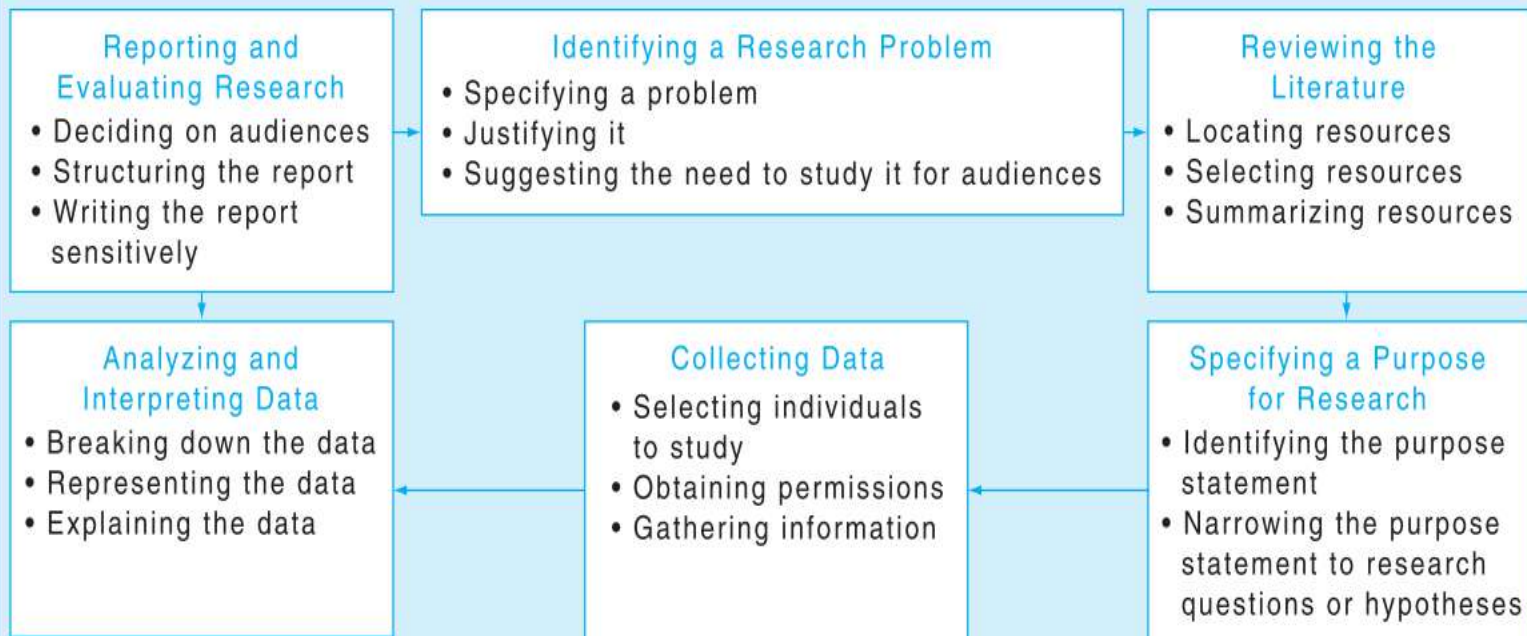 Reporting and
Evaluating Research
• Deciding on audiences
• Structuring the report
• Writing the report
sensitively
Identifying a Research Problem
• Specifying a problem
• Justifying it
• Suggesting the need to study it for audiences
Reviewing the
Literature
• Locating resources
• Selecting resources
• Summarizing resources
Analyzing and
Interpreting Data
• Breaking down the data
• Representing the data
• Explaining the data
Collecting Data
• Selecting individuals
to study
• Obtaining permissions
• Gathering information
Specifying a Purpose
for Research
• Identifying the purpose
statement
• Narrowing the purpose
statement to research
questions or hypotheses